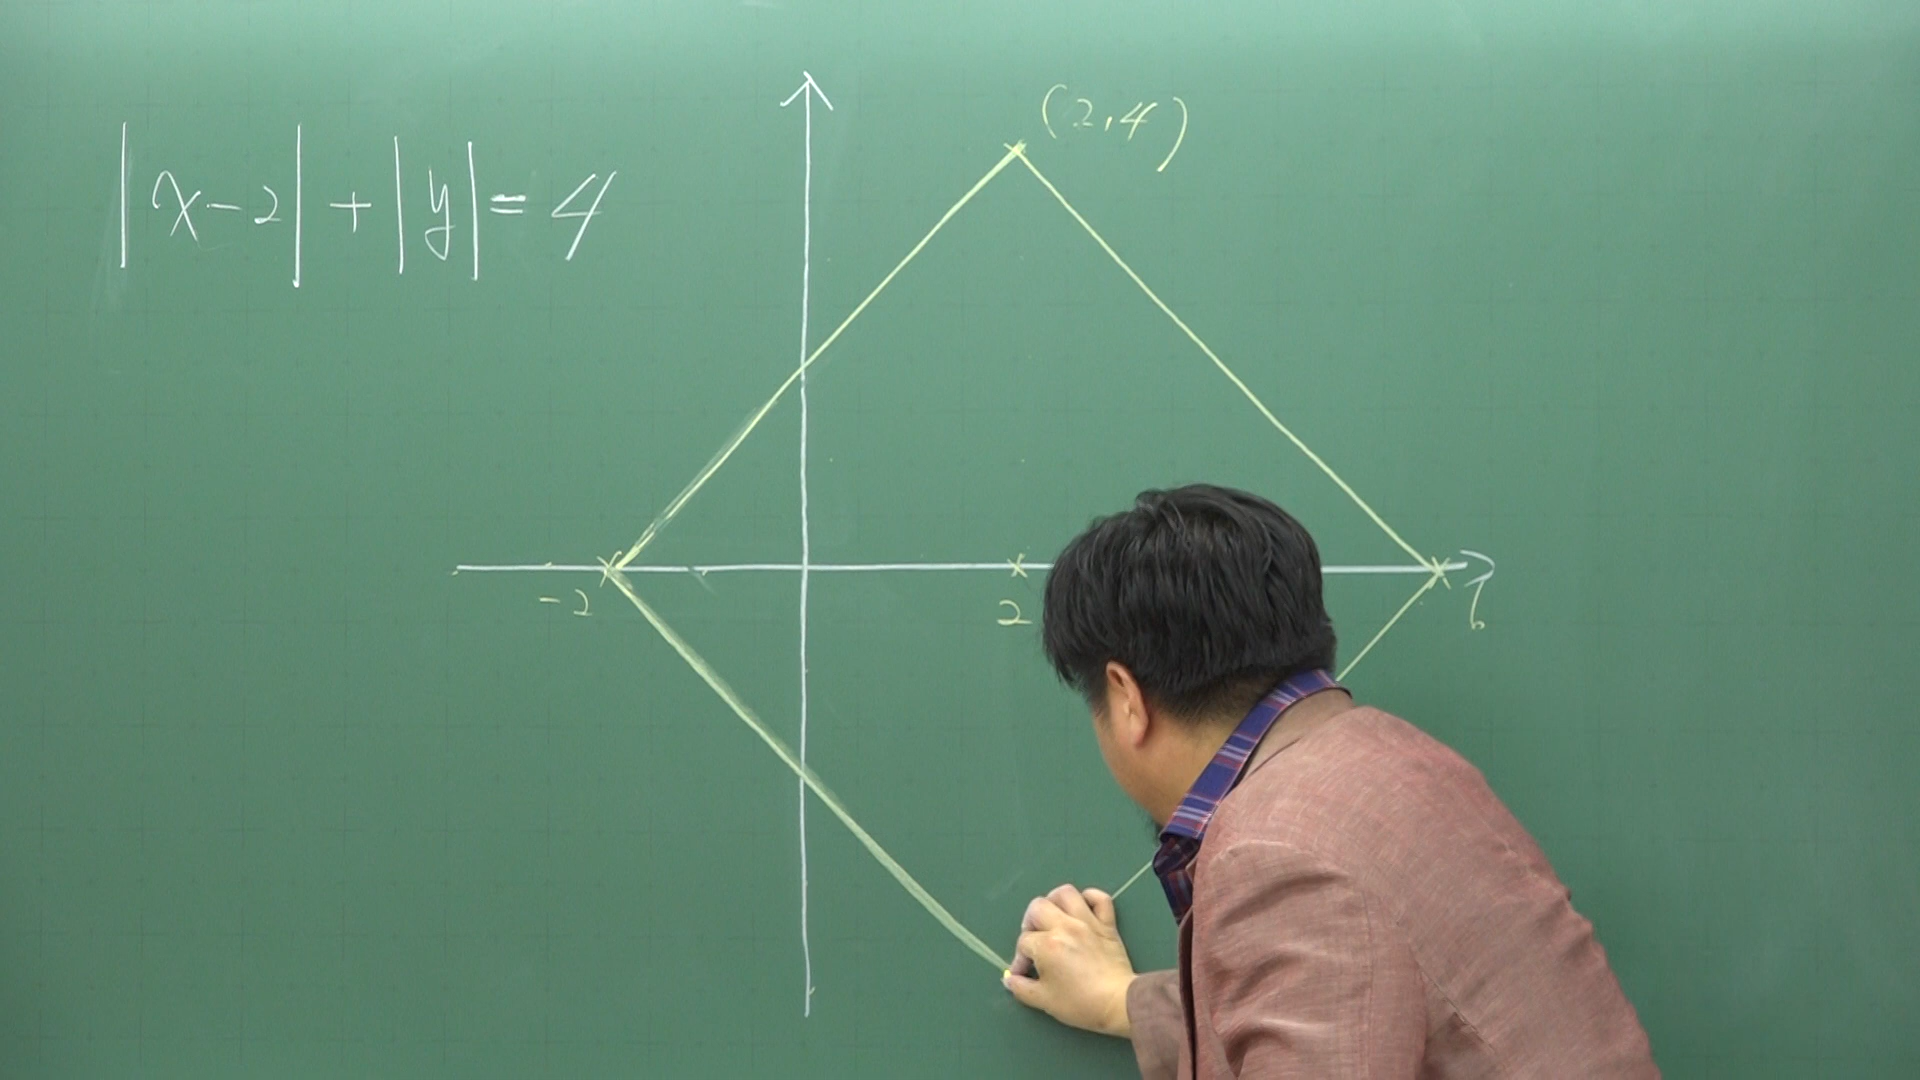 |x-2| + |y| = 4
(2,4)
-2
2
6